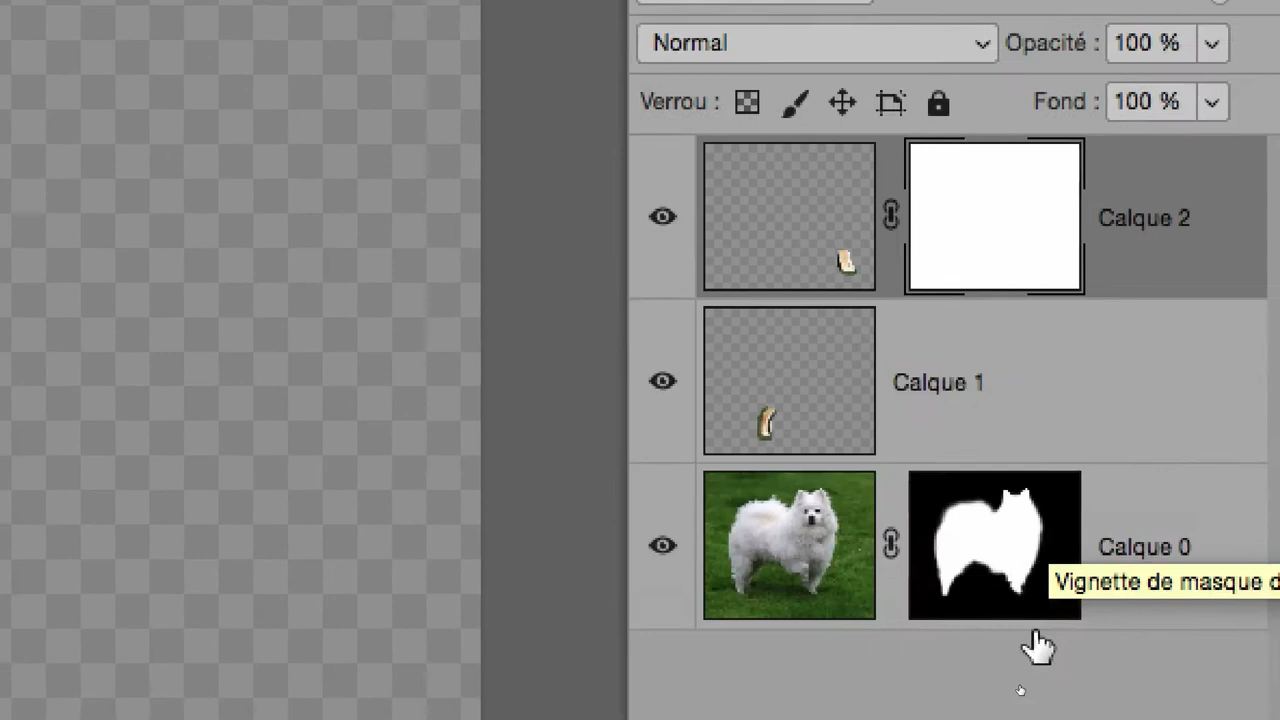 Normal Opacité : 100 %
Verrou : Fond : 100 %
Calque 2
Calque 1
Calque 0
Vignette de masque d